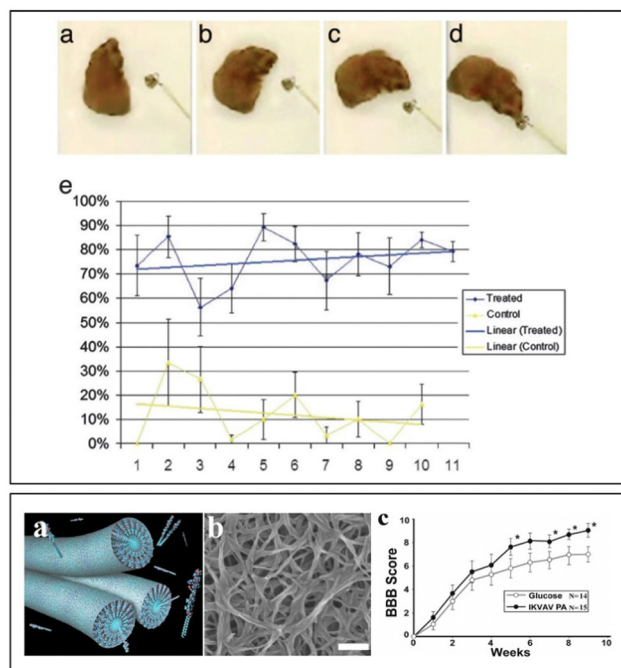 a b c d
e
100%
90%
80%
70%
60%
50%
40%
30%
20%
10%
0%
1 2 3 4 5 6 7 8 9 10 11
Treated
Control
Linear (Treated)
Linear (Control)
a b c
BBB Score
10
8
6
4
2
0
* * * *
Glucose N=14
IKVAV PA N=15
0 2 4 6 8 10
Weeks